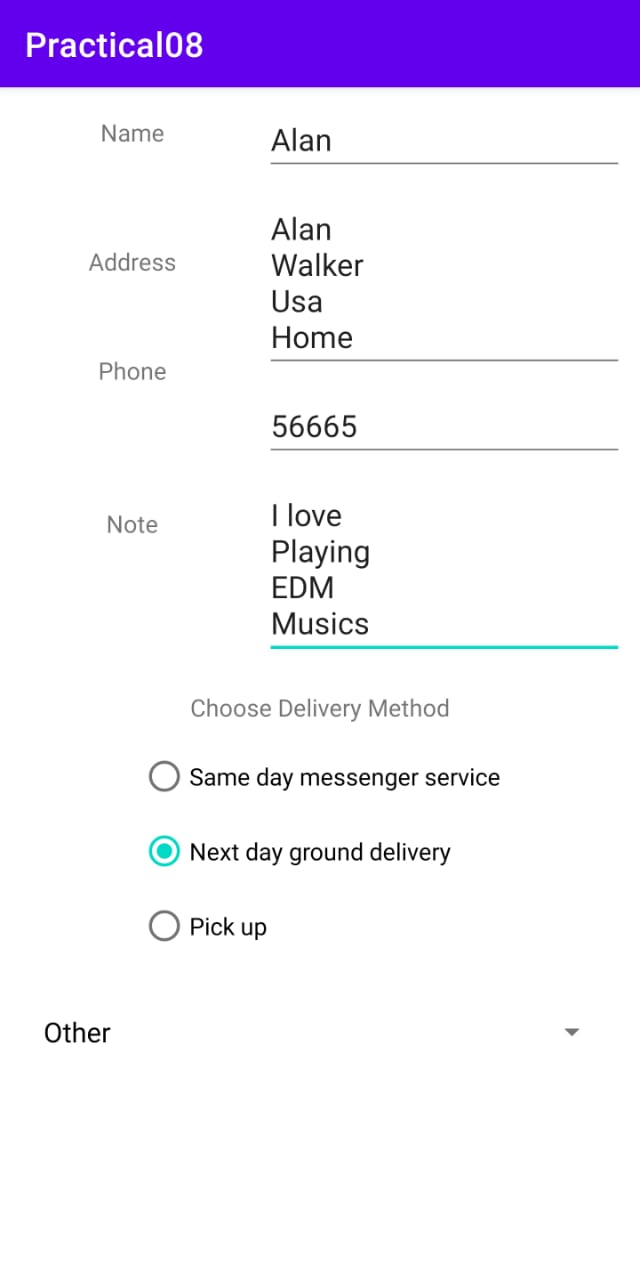 Practical08
Name
Alan
Address
Alan
Walker
Usa
Home
Phone
56665
Note
I love
Playing
EDM
Musics
Choose Delivery Method
Same day messenger service
Next day ground delivery
Pick up
Other